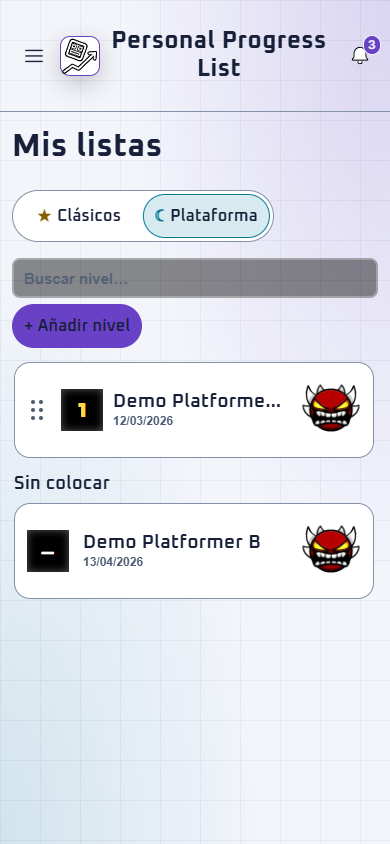 Personal Progress
List
3
Mis listas
★ Clásicos
☾ Plataforma
Buscar nivel...
+ Añadir nivel
1
Demo Platforme...
12/03/2026
Sin colocar
–
Demo Platformer B
13/04/2026